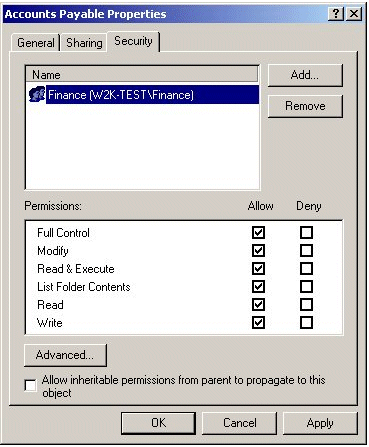 Accounts Payable Properties
General Sharing Security
Name
Add...
Finance (W2K-TEST\Finance)
Remove
Permissions: Allow Deny
Full Control
Modify
Read & Execute
List Folder Contents
Read
Write
Advanced...
Allow inheritable permissions from parent to propagate to this
object
OK Cancel Apply